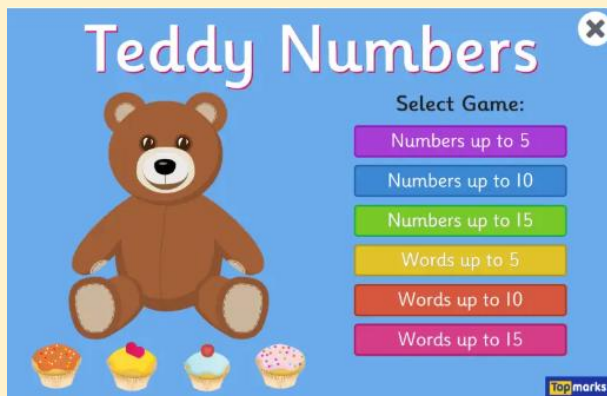 Teddy Numbers
Select Game:
Numbers up to 5
Numbers up to 10
Numbers up to 15
Words up to 5
Words up to 10
Words up to 15
Topmarks